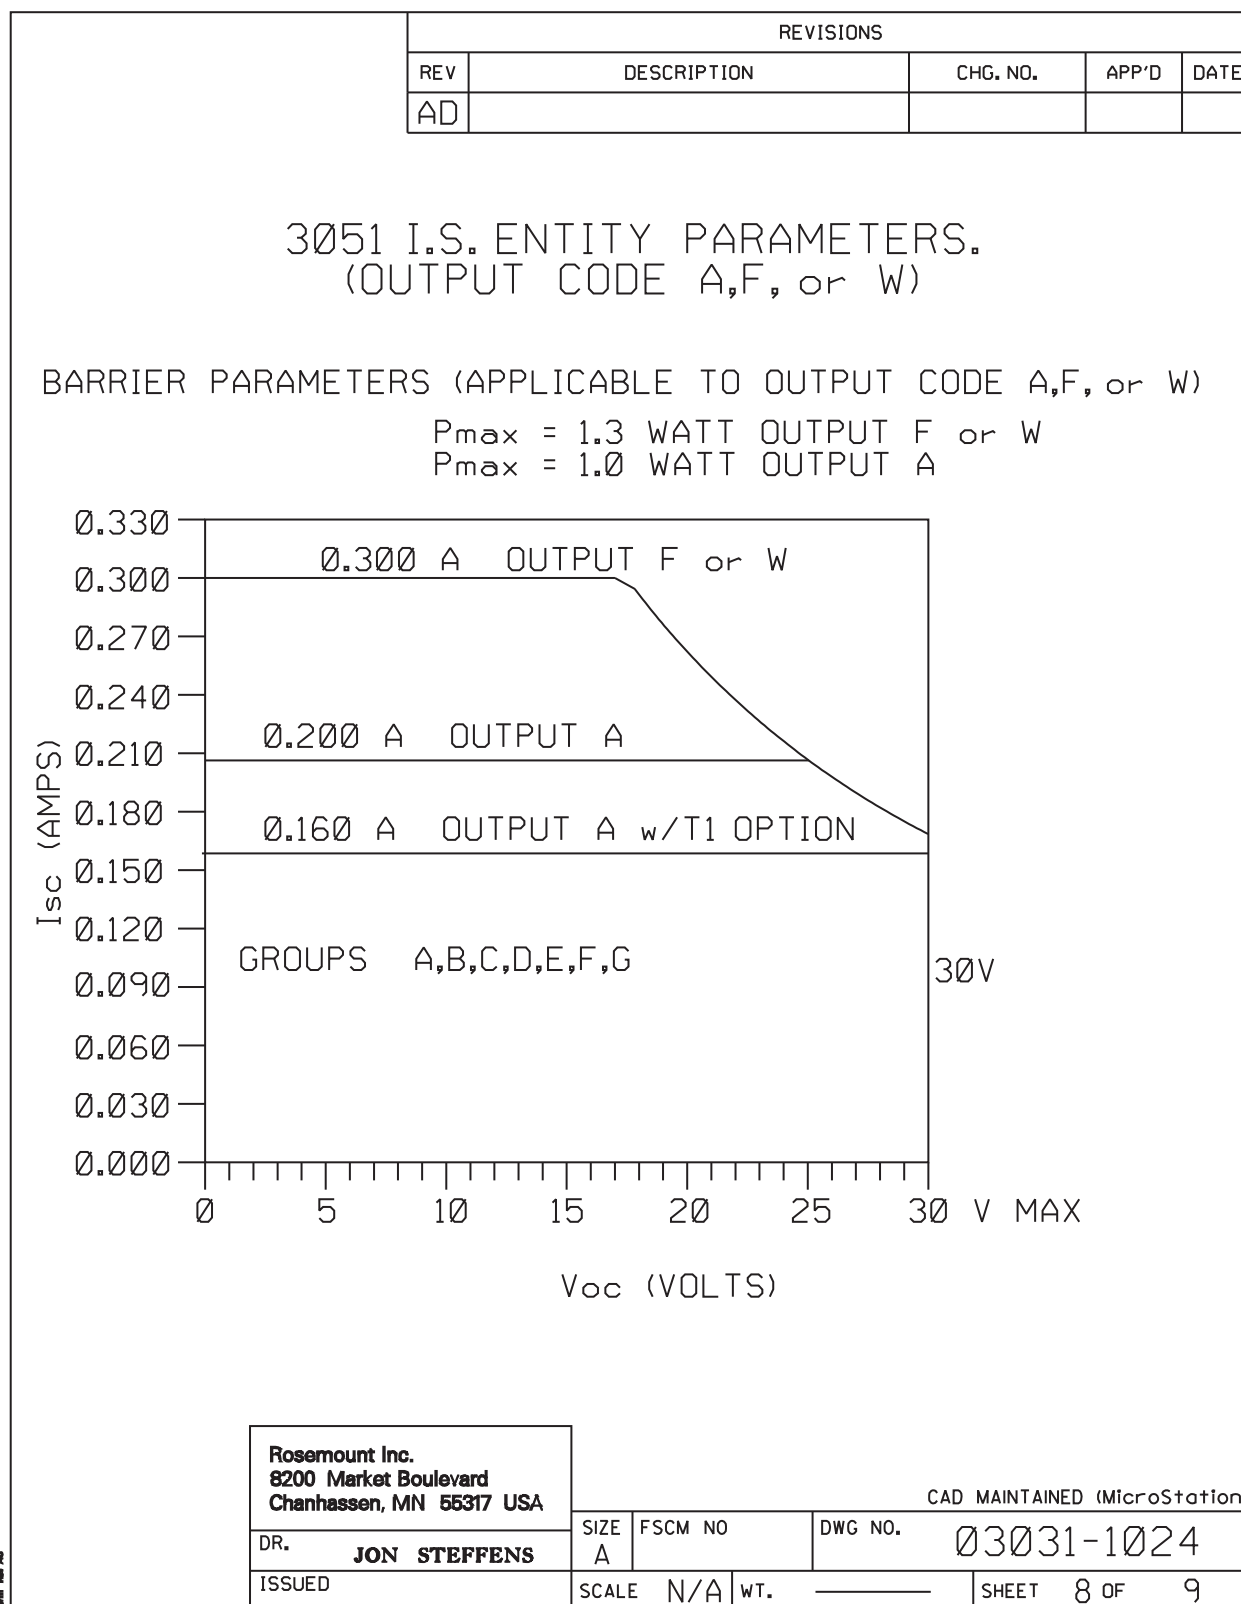 REVISIONS
REV DESCRIPTION CHG. NO. APP'D DATE
AD
3051 I.S. ENTITY PARAMETERS.
(OUTPUT CODE A,F, or W)
BARRIER PARAMETERS (APPLICABLE TO OUTPUT CODE A,F, or W)
Pmax = 1.3 WATT OUTPUT F or W
Pmax = 1.0 WATT OUTPUT A
0.330
0.300 A OUTPUT F or W
0.300
0.270
0.240
0.200 A OUTPUT A
0.210
0.180
0.160 A OUTPUT A w/T1 OPTION
0.150
Isc (AMPS)
0.120
GROUPS A,B,C,D,E,F,G
30V
0.090
0.060
0.030
0.000
0 5 10 15 20 25 30 V MAX
Voc (VOLTS)
Rosemount Inc.
8200 Market Boulevard
Chanhassen, MN 55317 USA
CAD MAINTAINED (MicroStation
DR. JON STEFFENS
SIZE A FSCM NO DWG NO. 03031-1024
ISSUED
SCALE N/A WT. SHEET 8 OF 9